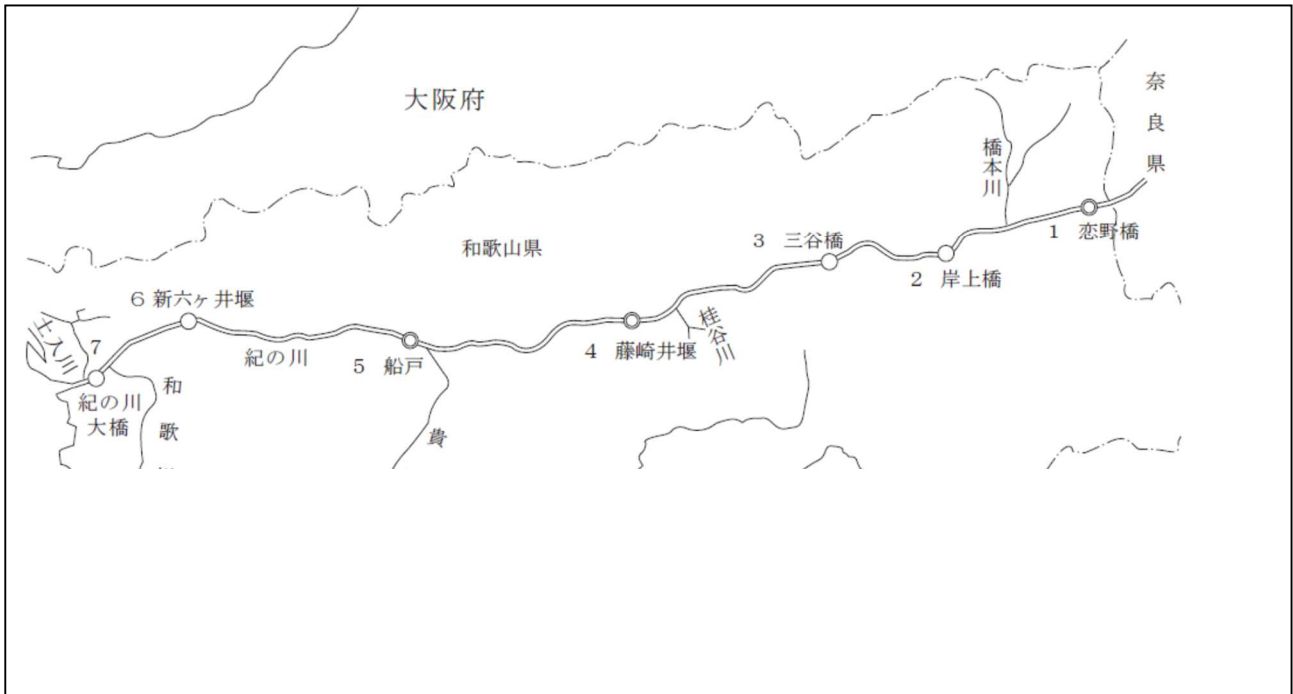 大阪府
奈良県
橋本川
1 恋野橋
和歌山県
3 三谷橋
2 岸上橋
6 新六ヶ井堰
桂谷川
土入川
7
紀の川
5 船戸
4 藤崎井堰
紀の川
大橋
和歌
貴